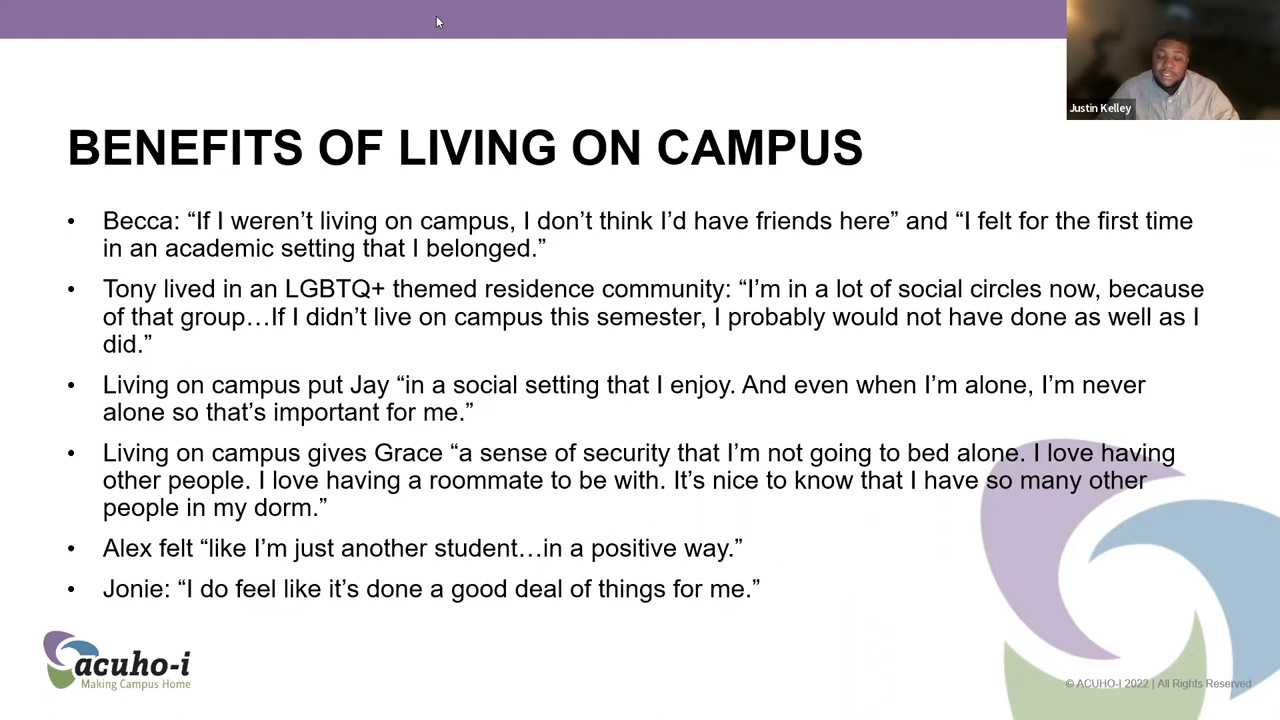 Justin Kelley
BENEFITS OF LIVING ON CAMPUS
• Becca: “If I weren’t living on campus, I don’t think I’d have friends here” and “I felt for the first time
in an academic setting that I belonged.”
• Tony lived in an LGBTQ+ themed residence community: “I’m in a lot of social circles now, because
of that group…If I didn’t live on campus this semester, I probably would not have done as well as I
did.”
• Living on campus put Jay “in a social setting that I enjoy. And even when I’m alone, I’m never
alone so that’s important for me.”
• Living on campus gives Grace “a sense of security that I’m not going to bed alone. I love having
other people. I love having a roommate to be with. It’s nice to know that I have so many other
people in my dorm.”
• Alex felt “like I’m just another student…in a positive way.”
• Jonie: “I do feel like it’s done a good deal of things for me.”
acuho-i
Making Campus Home
© ACUHO-I 2022 | All Rights Reserved